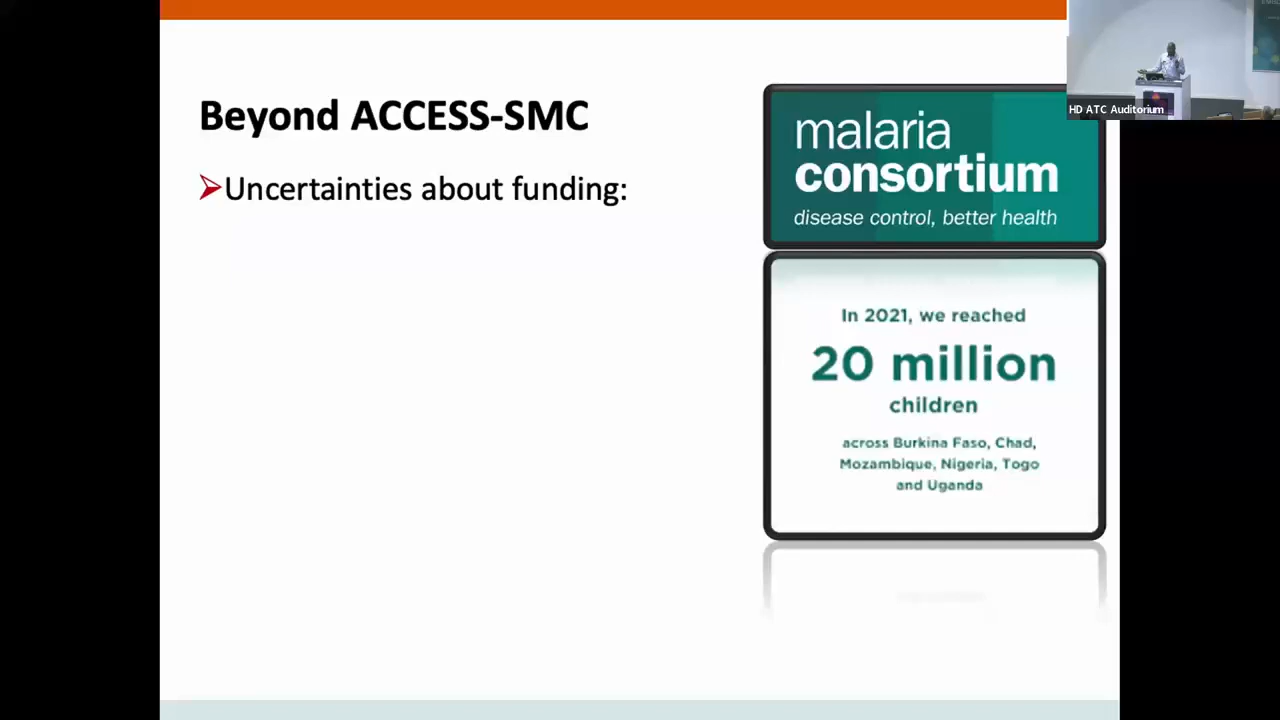 Beyond ACCESS-SMC
➢Uncertainties about funding:
malaria
consortium
disease control, better health
In 2021, we reached
20 million
children
across Burkina Faso, Chad,
Mozambique, Nigeria, Togo
and Uganda
HD ATC Auditorium